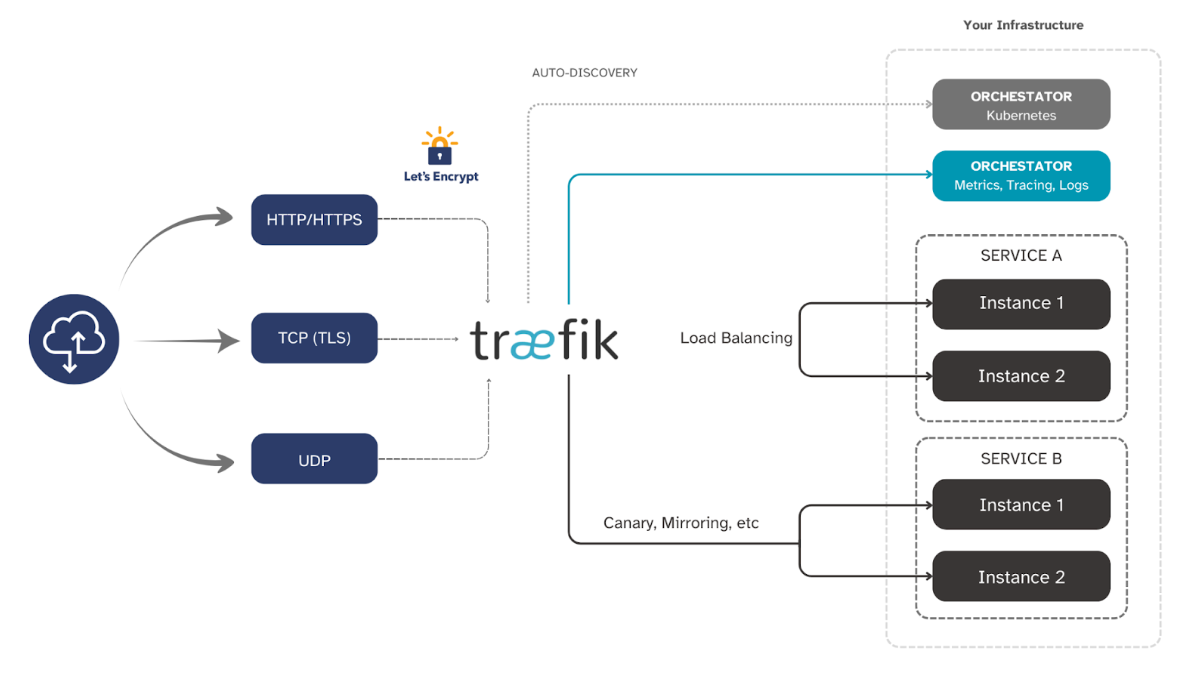 Your Infrastructure
AUTO-DISCOVERY
ORCHESTATOR
Kubernetes
Let's Encrypt
ORCHESTATOR
Metrics, Tracing, Logs
HTTP/HTTPS
TCP (TLS)
UDP
træfik
Load Balancing
SERVICE A
Instance 1
Instance 2
Canary, Mirroring, etc
SERVICE B
Instance 1
Instance 2